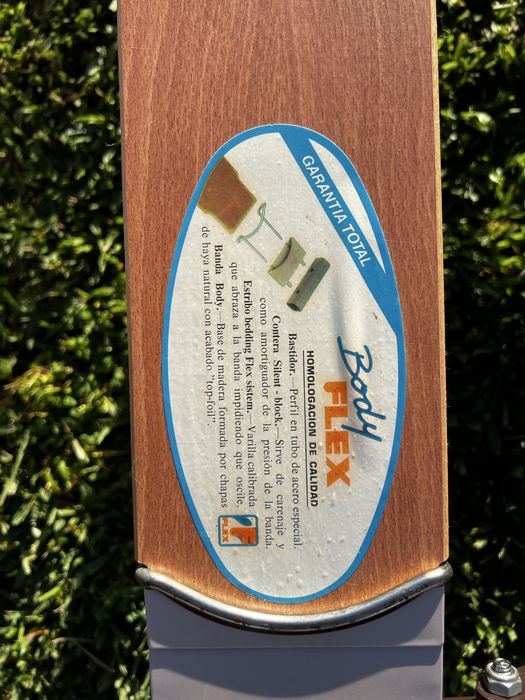 GARANTIA TOTAL
Body
FLEX
HOMOLOGACION DE CALIDAD
Bastidor.—Perfil en tubo de acero especial.
Contera "Silent-block.—Sirve de carenaje y
como amortiguador de la presión de la banda.
Estribo bedding Flex sistem.—Varilla calibrada
que abraza a la banda impidiendo que oscile.
Banda Body.—Base de madera formada por chapas
de haya natural con acabado "top-foil".
FLEX